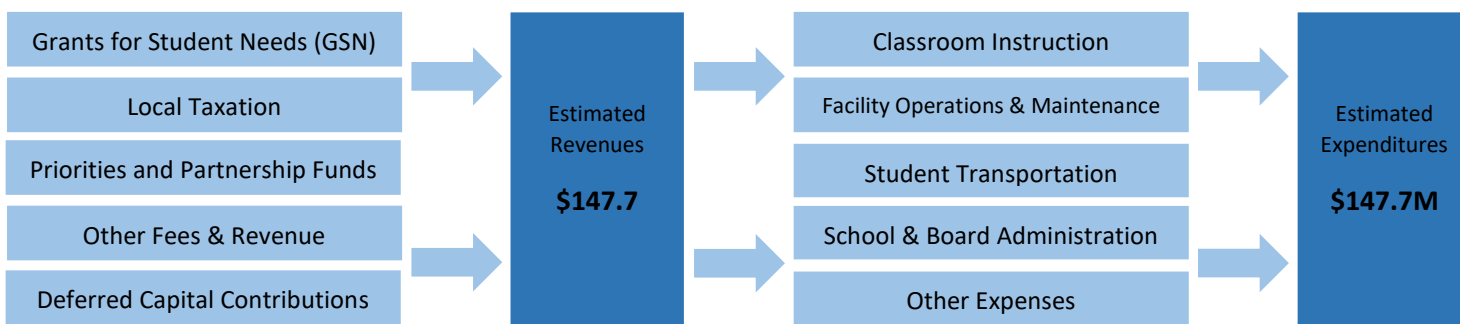 Grants for Student Needs (GSN)
Local Taxation
Priorities and Partnership Funds
Other Fees & Revenue
Deferred Capital Contributions
Estimated
Revenues
$147.7
Classroom Instruction
Facility Operations & Maintenance
Student Transportation
School & Board Administration
Other Expenses
Estimated
Expenditures
$147.7M